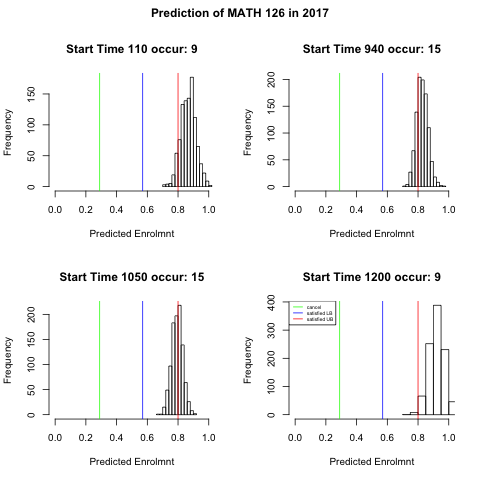 Prediction of MATH 126 in 2017
Start Time 110 occur: 9
Frequency
0 50 100 150
0.0 0.2 0.4 0.6 0.8 1.0
Predicted Enrolmnt
Start Time 940 occur: 15
Frequency
0 50 100 150 200
0.0 0.2 0.4 0.6 0.8 1.0
Predicted Enrolmnt
Start Time 1050 occur: 15
Frequency
0 50 100 150 200
0.0 0.2 0.4 0.6 0.8 1.0
Predicted Enrolmnt
Start Time 1200 occur: 9
cancel
satisfied LB
satisfied UB
Frequency
0 100 200 300 400
0.0 0.2 0.4 0.6 0.8 1.0
Predicted Enrolmnt